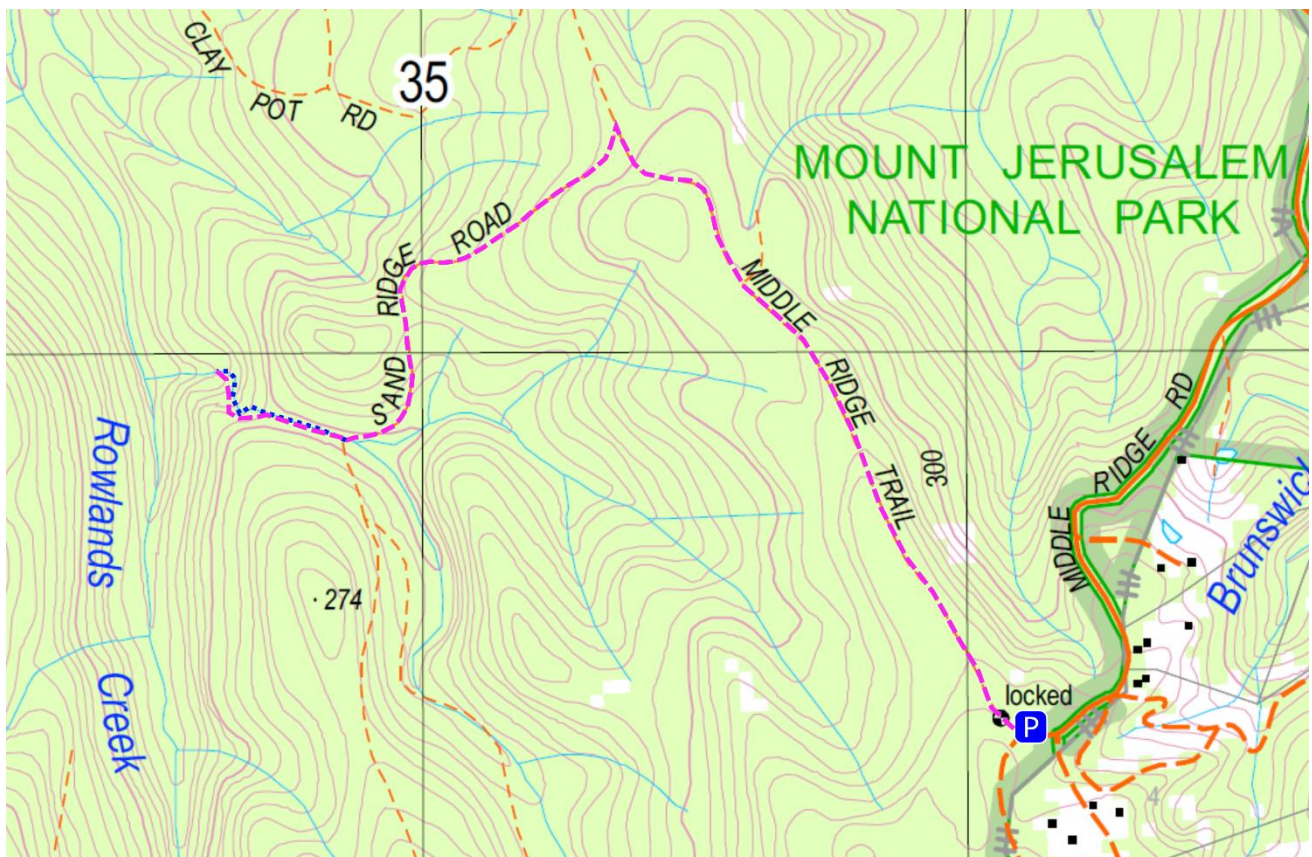 CLAY
POT
RD
35
MOUNT JERUSALEM
NATIONAL PARK
SAND
RIDGE
ROAD
MIDDLE
RIDGE
TRAIL
300
MIDDLE
RIDGE
RD
Rowlands
Creek
· 274
Brunswick
locked
P
4